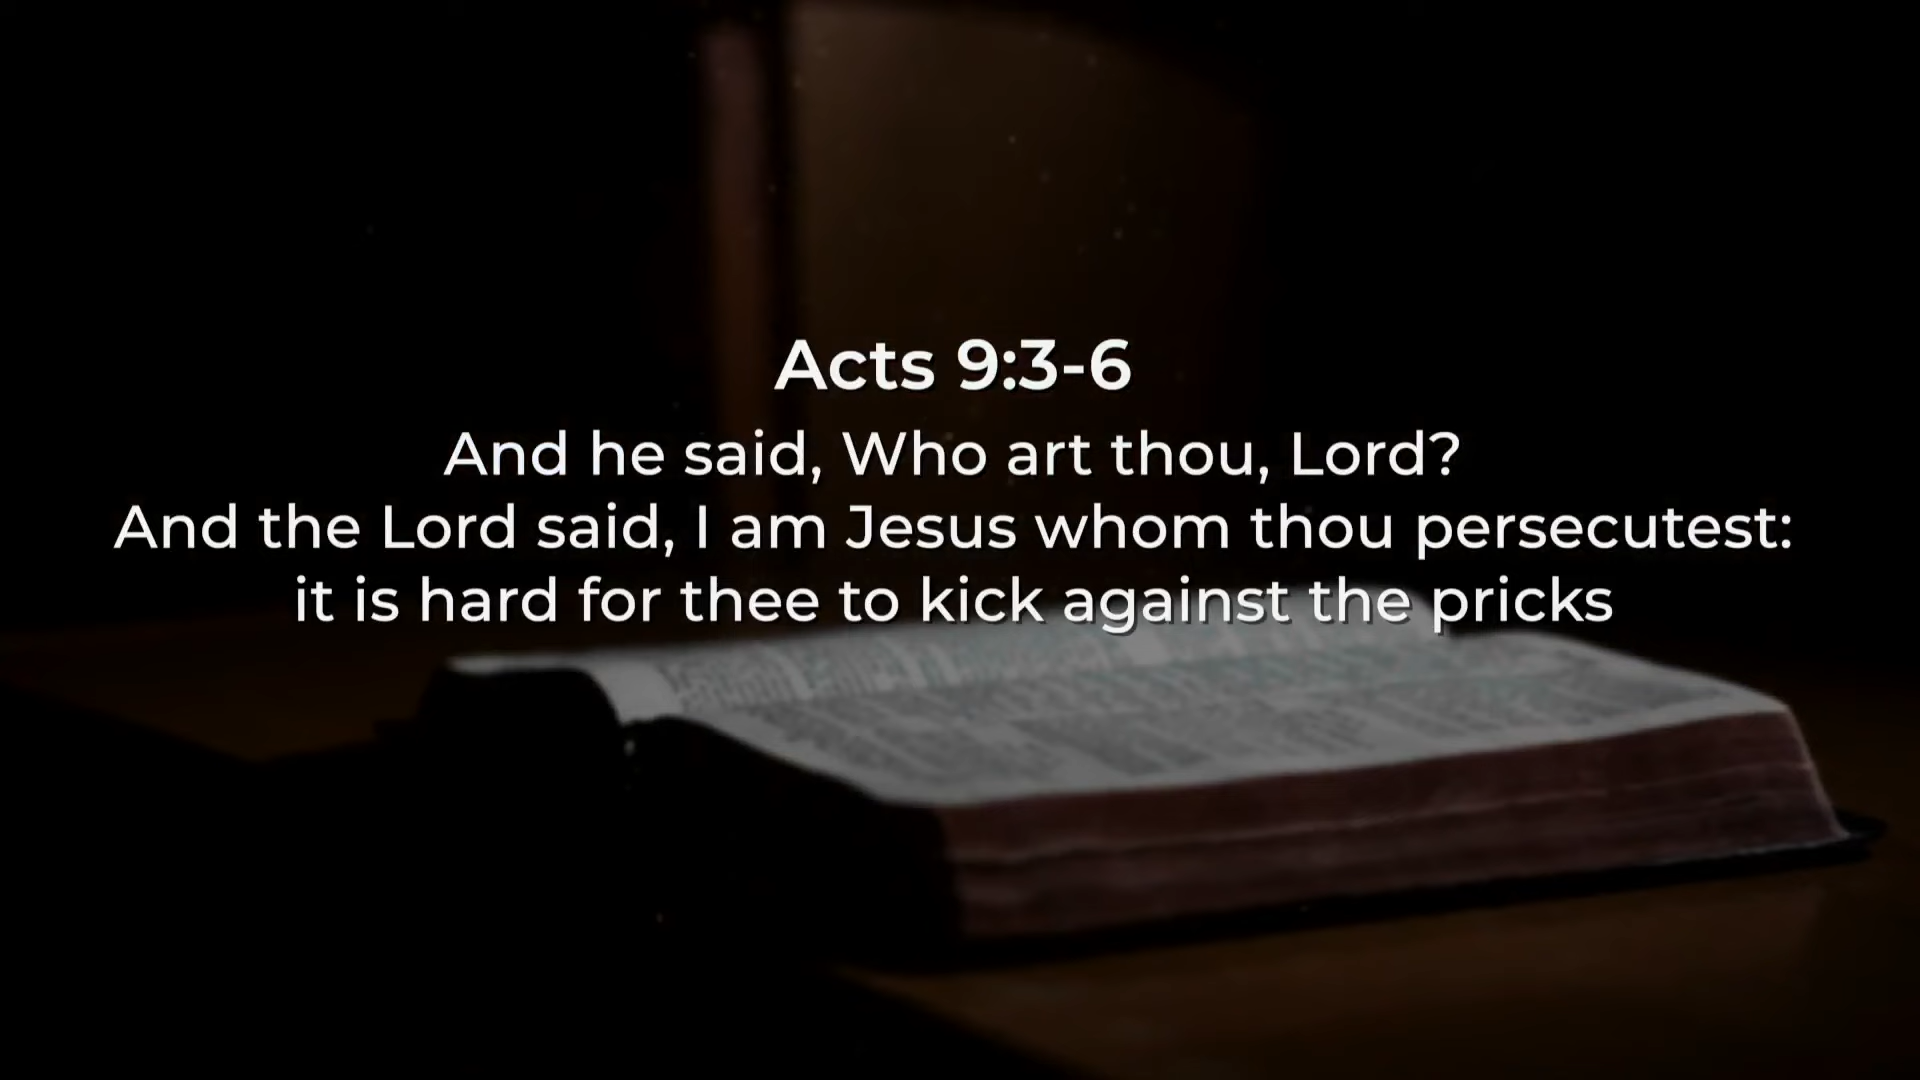 Acts 9:3-6
And he said, Who art thou, Lord?
And the Lord said, I am Jesus whom thou persecutest:
it is hard for thee to kick against the pricks